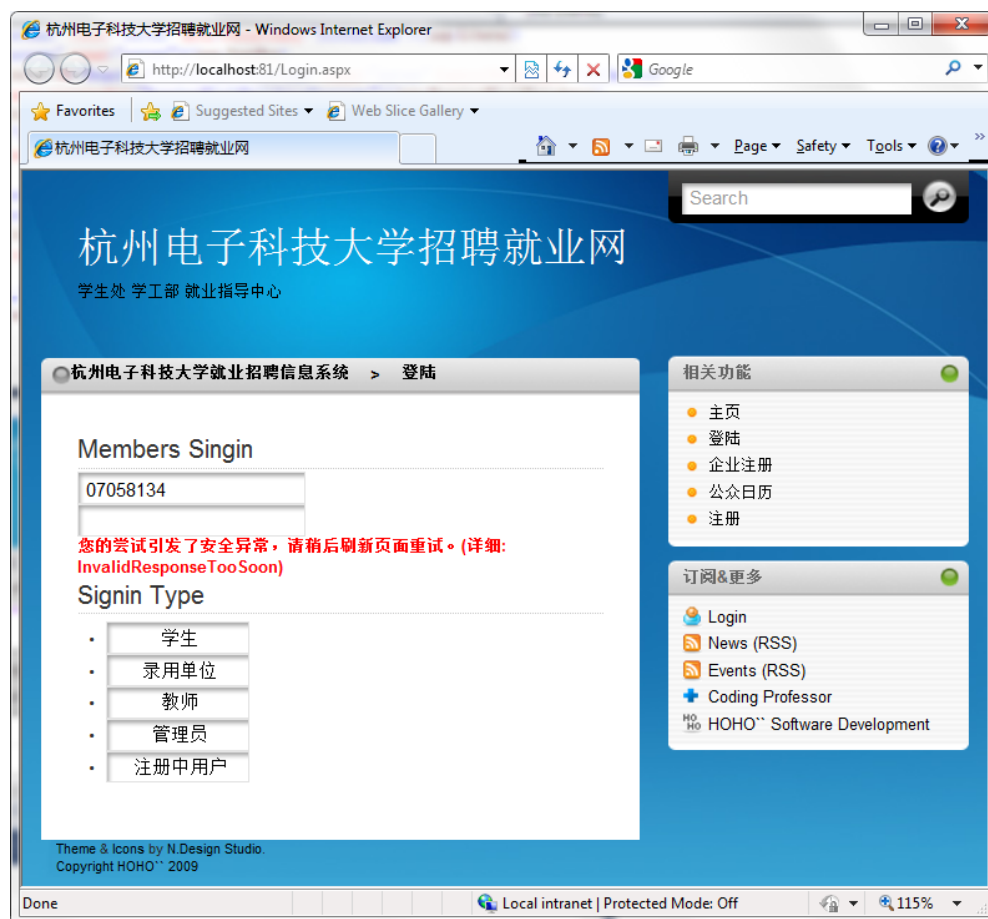 杭州电子科技大学招聘就业网 - Windows Internet Explorer
http://localhost:81/Login.aspx
Google
Favorites Suggested Sites Web Slice Gallery
杭州电子科技大学招聘就业网
Page Safety Tools »
Search
杭州电子科技大学招聘就业网
学生处 学工部 就业指导中心
杭州电子科技大学就业招聘信息系统 > 登陆
Members Singin
07058134
您的尝试引发了安全异常，请稍后刷新页面重试。(详细:
InvalidResponseTooSoon)
Signin Type
学生
录用单位
教师
管理员
注册中用户
相关功能
主页
登陆
企业注册
公众日历
注册
订阅&更多
Login
News (RSS)
Events (RSS)
Coding Professor
HOHO HOHO`` Software Development
Theme & Icons by N.Design Studio.
Copyright HOHO`` 2009
Done
Local intranet | Protected Mode: Off
115%